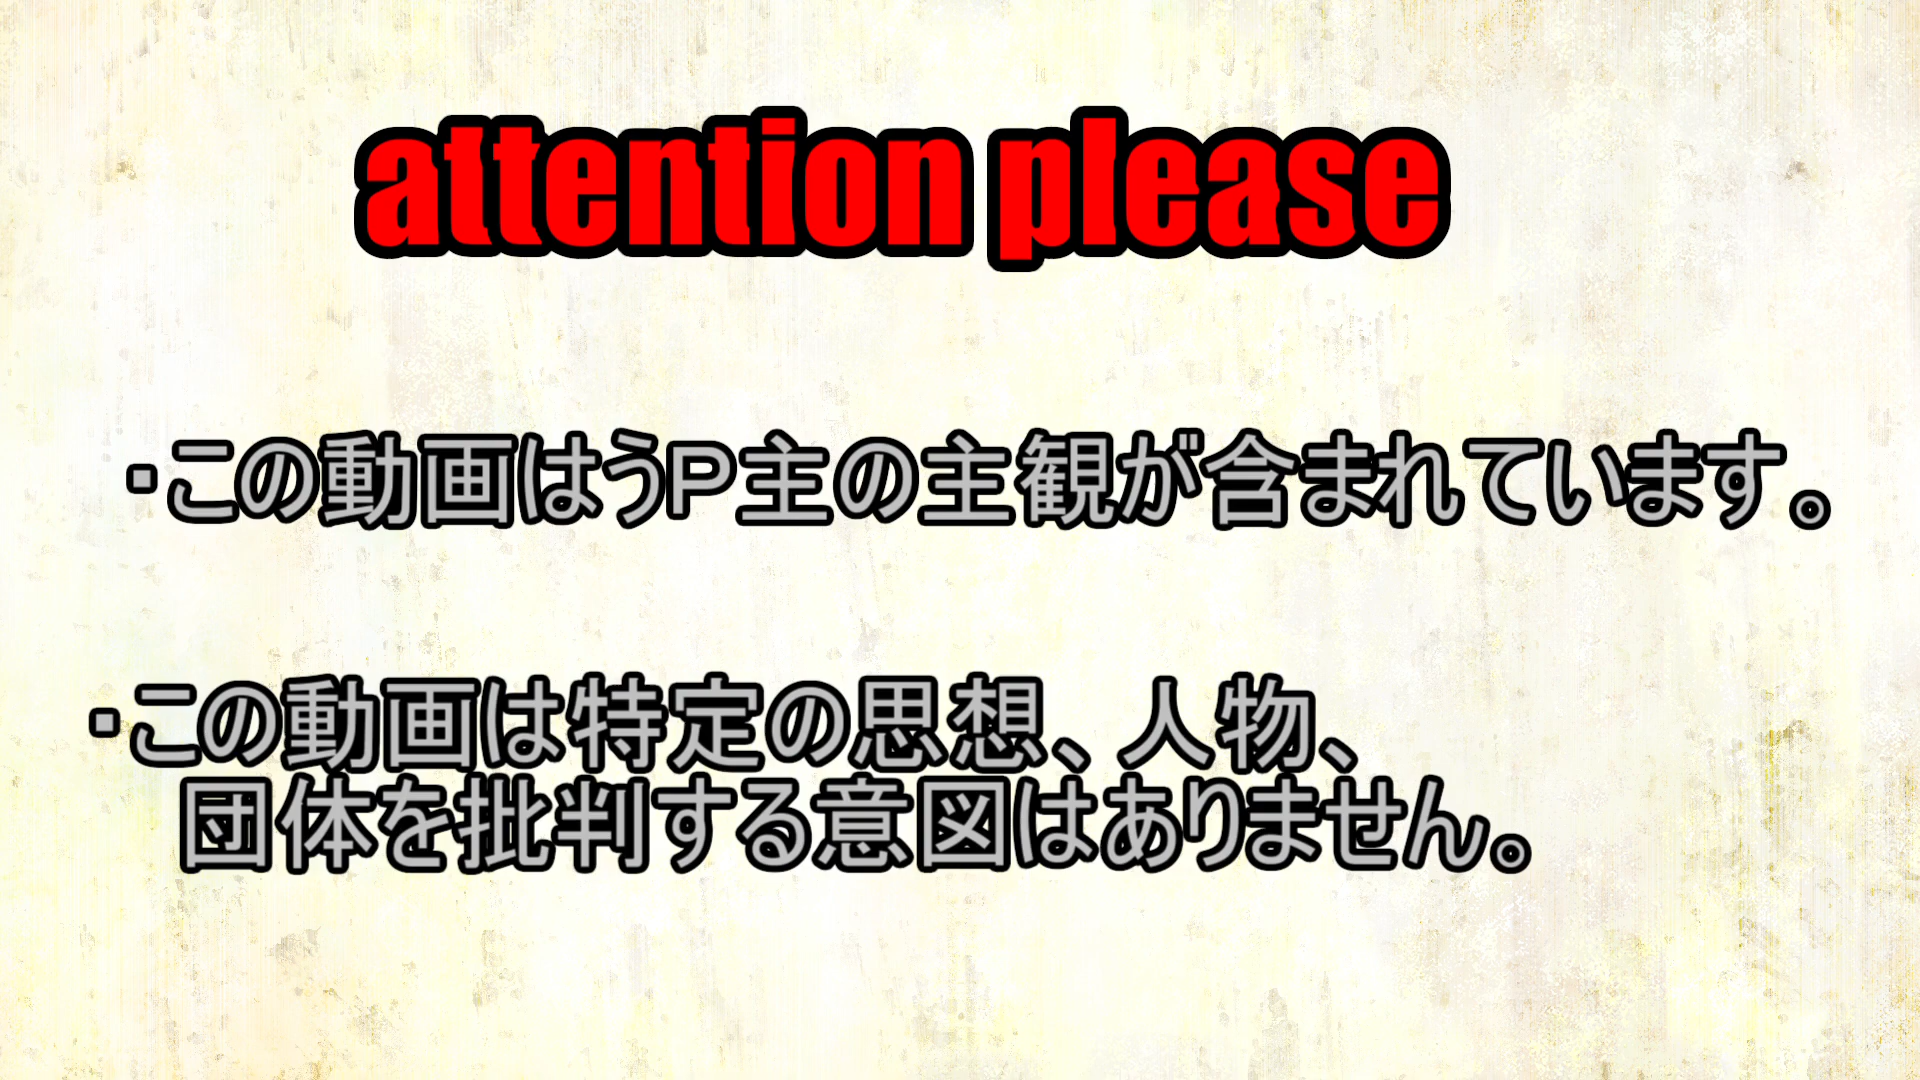 attention please
・この動画はうP主の主観が含まれています。
・この動画は特定の思想、人物、
団体を批判する意図はありません。